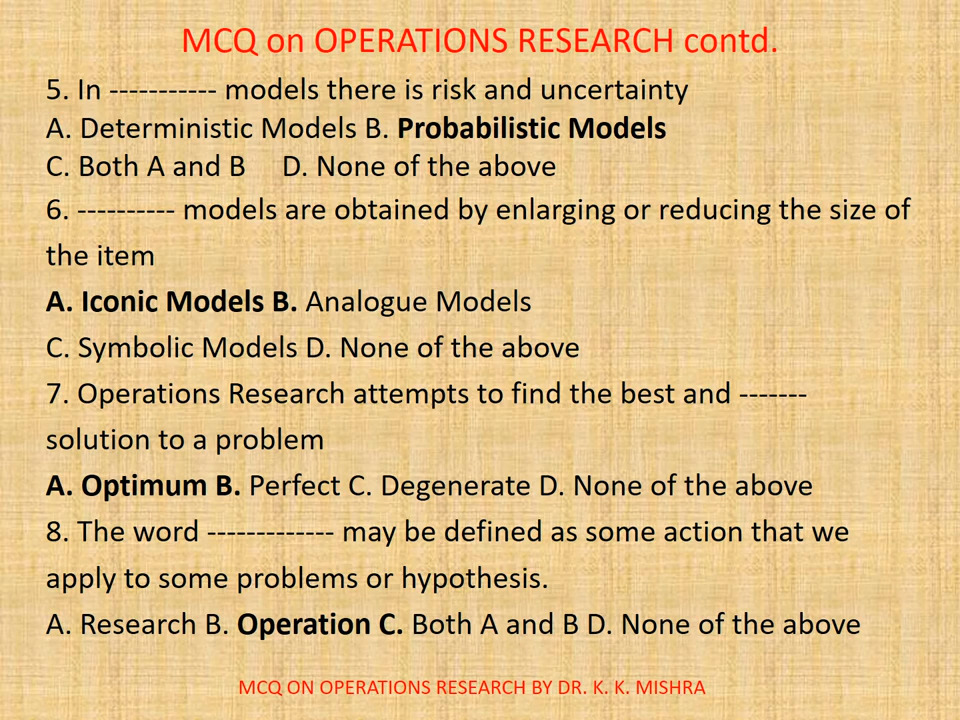 MCQ on OPERATIONS RESEARCH contd.
5. In ----------- models there is risk and uncertainty
A. Deterministic Models B. Probabilistic Models
C. Both A and B D. None of the above
6. ---------- models are obtained by enlarging or reducing the size of
the item
A. Iconic Models B. Analogue Models
C. Symbolic Models D. None of the above
7. Operations Research attempts to find the best and -------
solution to a problem
A. Optimum B. Perfect C. Degenerate D. None of the above
8. The word ------------- may be defined as some action that we
apply to some problems or hypothesis.
A. Research B. Operation C. Both A and B D. None of the above
MCQ ON OPERATIONS RESEARCH BY DR. K. K. MISHRA